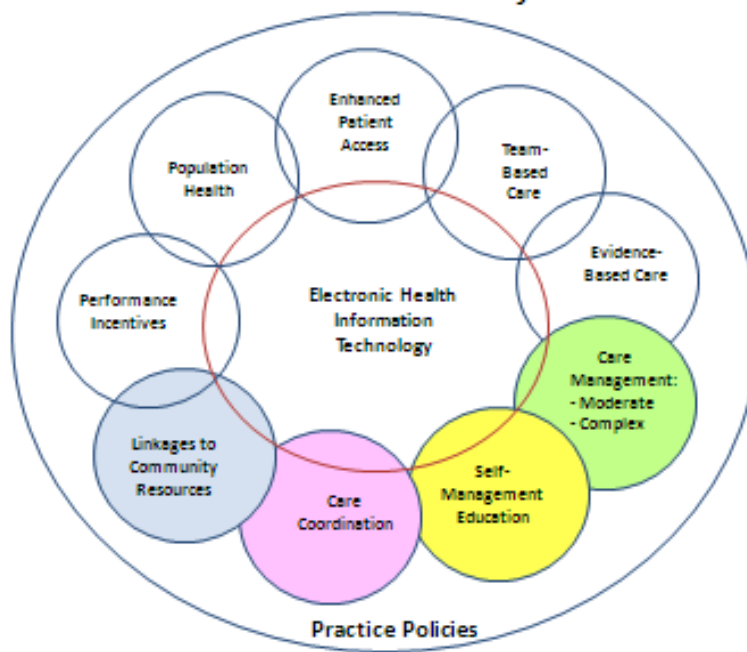 Enhanced
Patient
Access
Team-
Based
Care
Population
Health
Evidence-
Based Care
Performance
Incentives
Electronic Health
Information
Technology
Care
Management:
- Moderate
- Complex
Linkages to
Community
Resources
Care
Coordination
Self-
Management
Education
Practice Policies